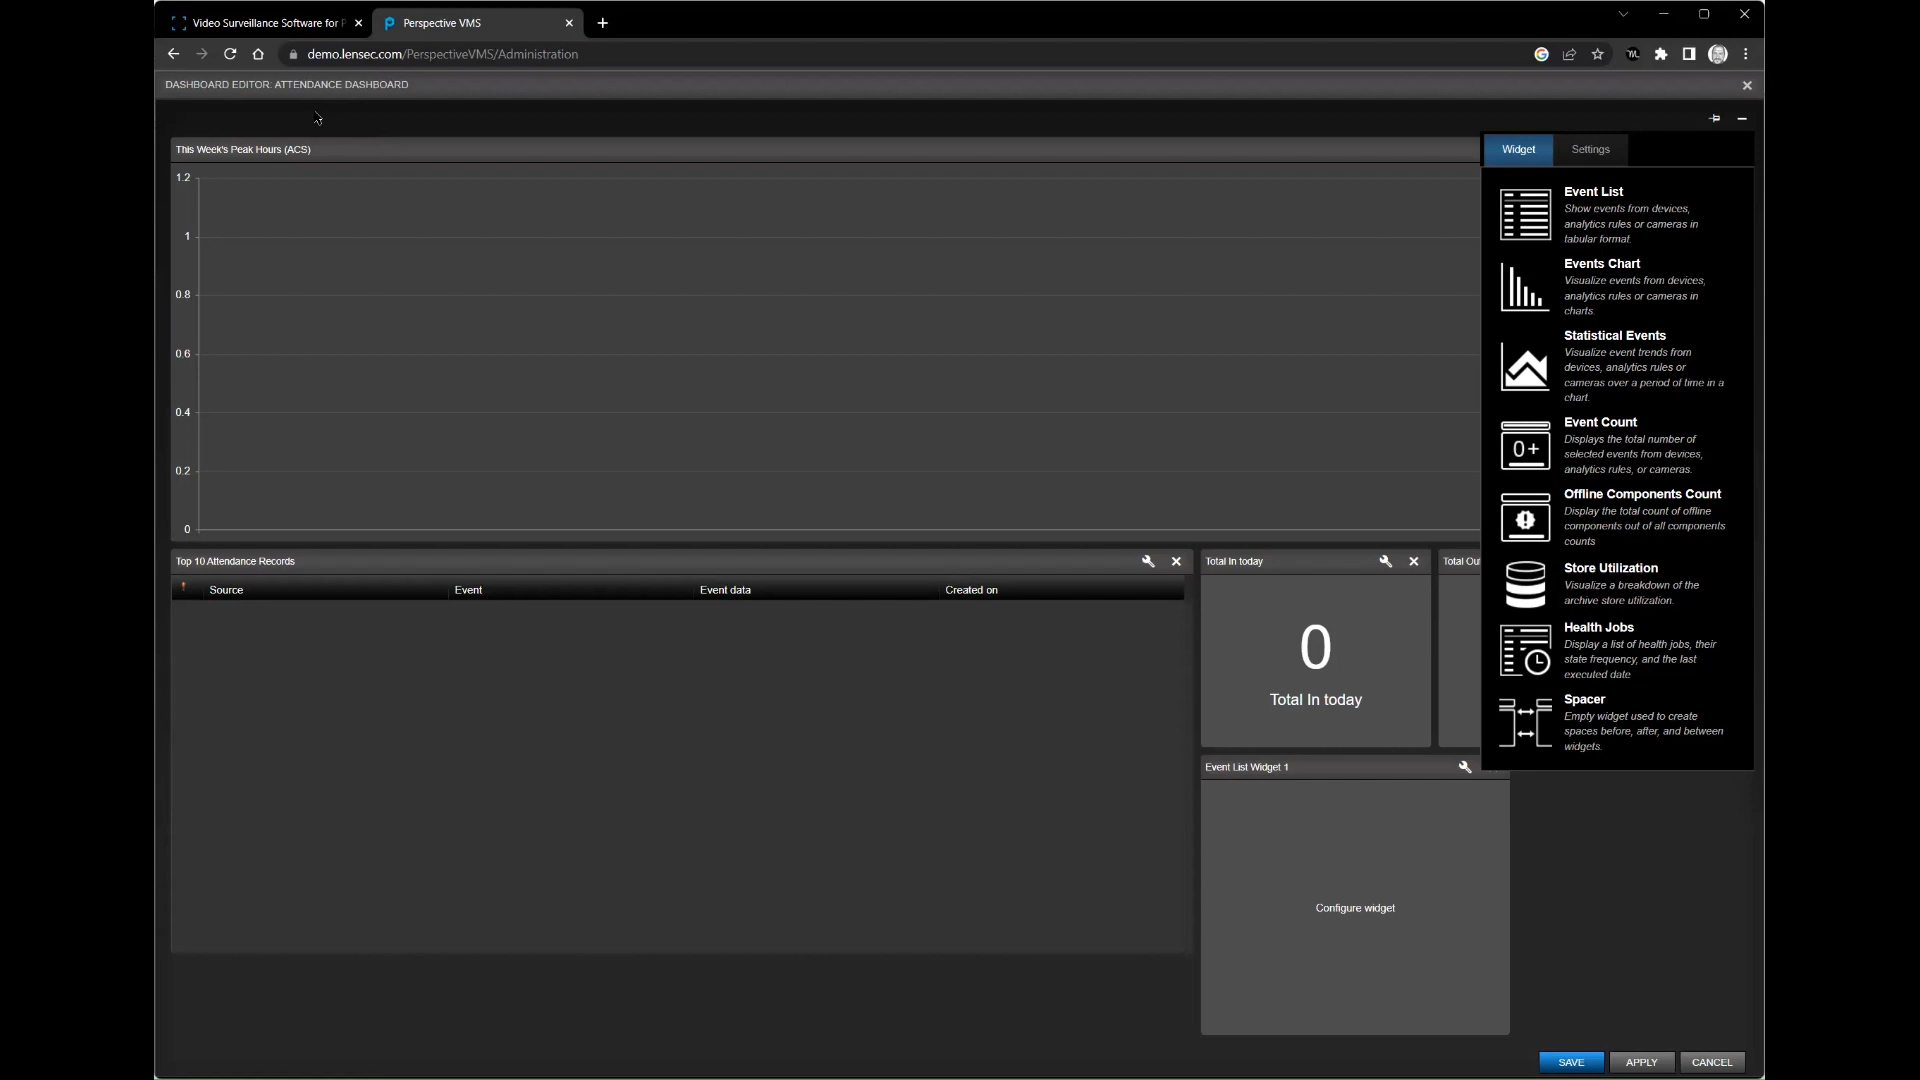 Video Surveillance Software for P
Perspective VMS
demo.lensec.com/PerspectiveVMS/Administration
DASHBOARD EDITOR: ATTENDANCE DASHBOARD
This Week's Peak Hours (ACS)
1.2
1
0.8
0.6
0.4
0.2
0
Top 10 Attendance Records
Source Event Event data Created on
Total In today
0
Total In today
Total Ou
Event List Widget 1
Configure widget
Widget Settings
Event List
Show events from devices,
analytics rules or cameras in
tabular format.
Events Chart
Visualize events from devices,
analytics rules or cameras in
charts.
Statistical Events
Visualize event trends from
devices, analytics rules or
cameras over a period of time in a
chart.
0+
Event Count
Displays the total number of
selected events from devices,
analytics rules, or cameras.
Offline Components Count
Display the total count of offline
components out of all components
counts
Store Utilization
Visualize a breakdown of the
archive store utilization.
Health Jobs
Display a list of health jobs, their
state frequency, and the last
executed date
Spacer
Empty widget used to create
spaces before, after, and between
widgets.
SAVE APPLY CANCEL